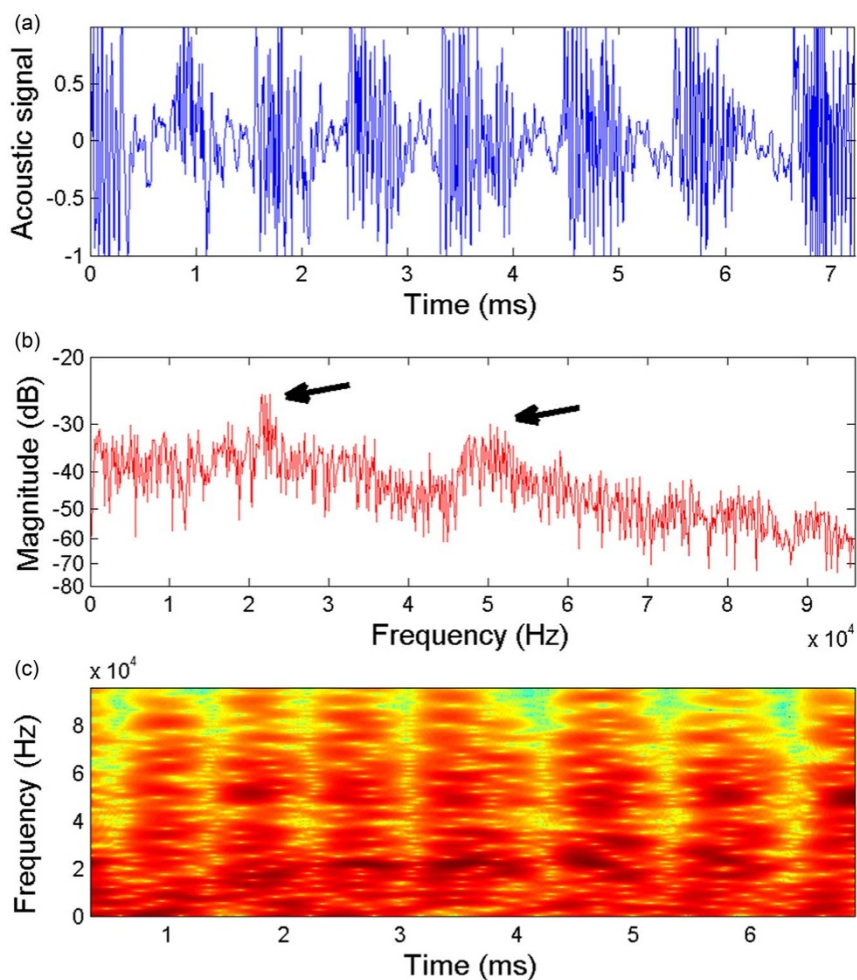 (a)
Acoustic signal
0.5
0
-0.5
-1
0 1 2 3 4 5 6 7
Time (ms)
(b)
Magnitude (dB)
-20
-30
-40
-50
-60
-70
-80
0 1 2 3 4 5 6 7 8 9
x 10^4
Frequency (Hz)
(c)
x 10^4
Frequency (Hz)
8
6
4
2
0
1 2 3 4 5 6
Time (ms)